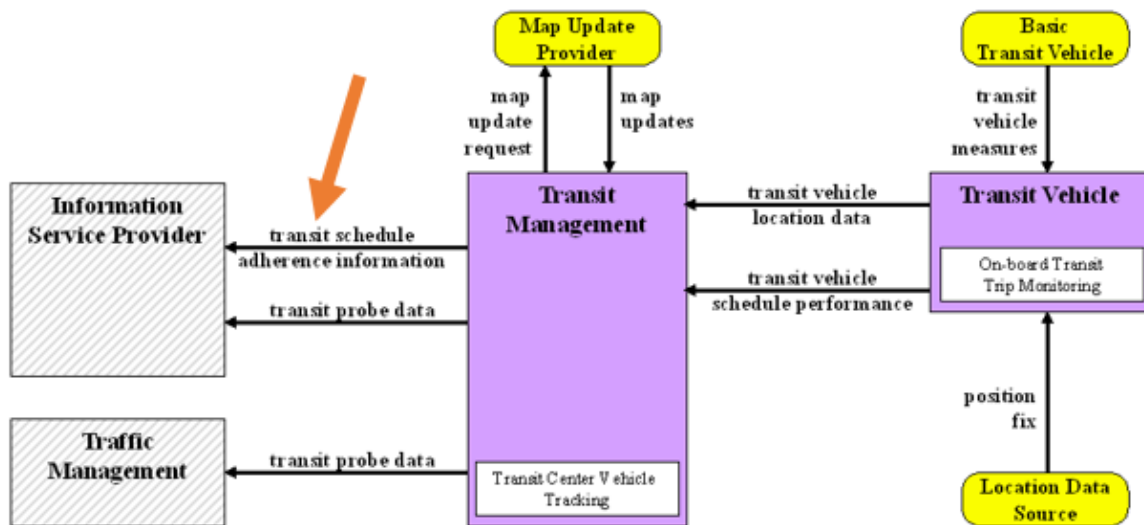 Map Update
Provider
Basic
Transit Vehicle
map
update
request
map
updates
transit
vehicle
measures
Information
Service Provider
Transit
Management
Transit Vehicle
transit vehicle
location data
transit schedule
adherence information
On-board Transit
Trip Monitoring
transit vehicle
schedule performance
transit probe data
position
fix
Traffic
Management
transit probe data
Transit Center Vehicle
Tracking
Location Data
Source